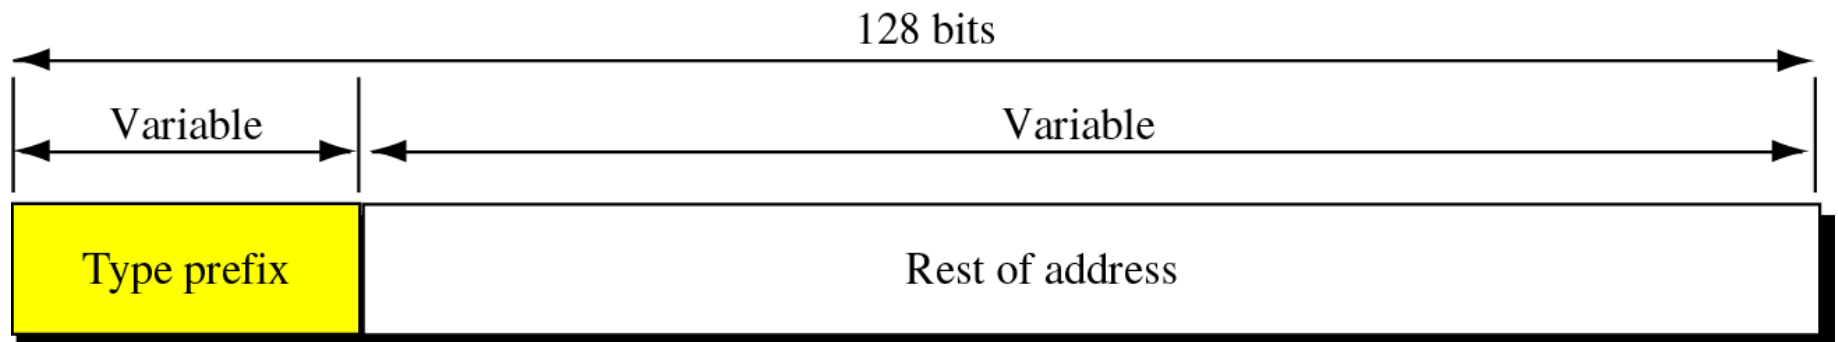 128 bits
Variable Variable
Type prefix Rest of address